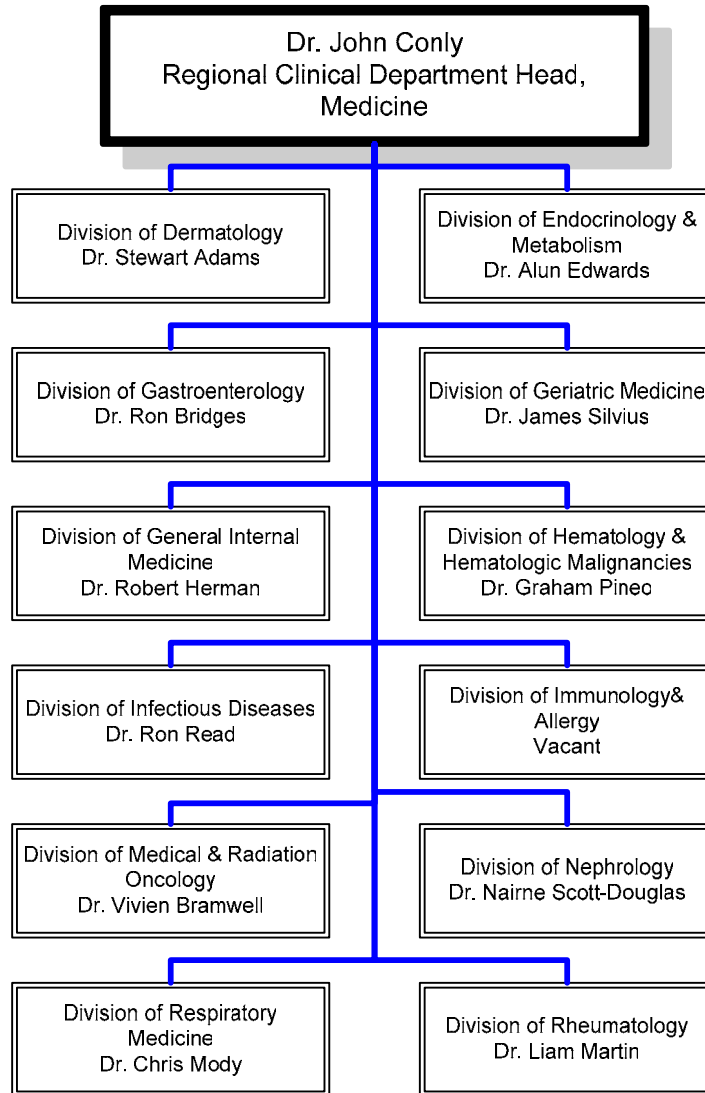 Dr. John Conly
Regional Clinical Department Head,
Medicine
Division of Dermatology
Dr. Stewart Adams
Division of Endocrinology &
Metabolism
Dr. Alun Edwards
Division of Gastroenterology
Dr. Ron Bridges
Division of Geriatric Medicine
Dr. James Silvius
Division of General Internal
Medicine
Dr. Robert Herman
Division of Hematology &
Hematologic Malignancies
Dr. Graham Pineo
Division of Infectious Diseases
Dr. Ron Read
Division of Immunology&
Allergy
Vacant
Division of Medical & Radiation
Oncology
Dr. Vivien Bramwell
Division of Nephrology
Dr. Nairne Scott-Douglas
Division of Respiratory
Medicine
Dr. Chris Mody
Division of Rheumatology
Dr. Liam Martin